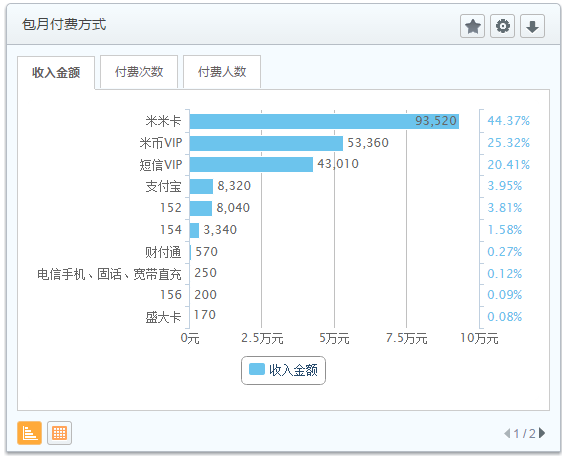 包月付费方式
收入金额 付费次数 付费人数
米米卡 93,520 44.37%
米币VIP 53,360 25.32%
短信VIP 43,010 20.41%
支付宝 8,320 3.95%
152 8,040 3.81%
154 3,340 1.58%
财付通 570 0.27%
电信手机、固话、宽带直充 250 0.12%
156 200 0.09%
盛大卡 170 0.08%
0元 2.5万元 5万元 7.5万元 10万元
收入金额
1 / 2